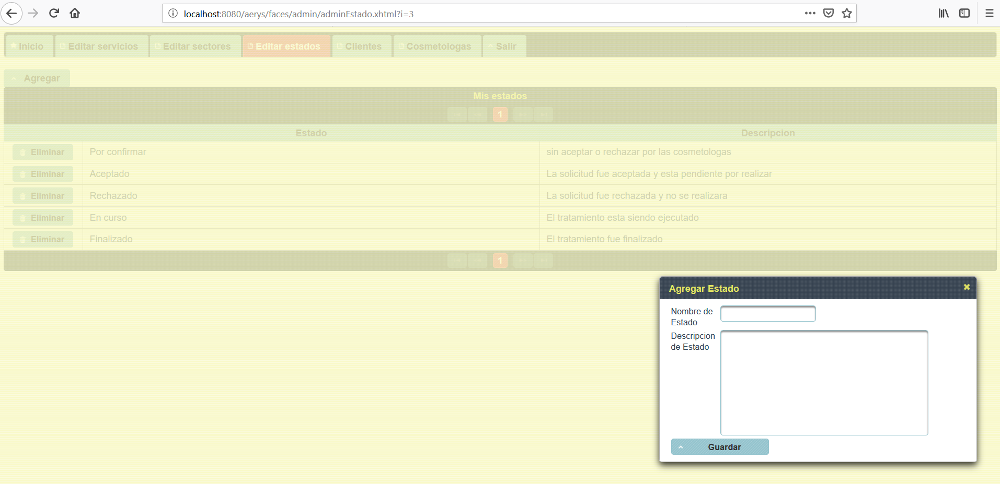 localhost:8080/aerys/faces/admin/adminEstado.xhtml?i=3
Inicio Editar servicios Editar sectores Editar estados Clientes Cosmetologas Salir
Agregar
Mis estados
1
Estado Descripcion
Eliminar Por confirmar sin aceptar o rechazar por las cosmetologas
Eliminar Aceptado La solicitud fue aceptada y esta pendiente por realizar
Eliminar Rechazado La solicitud fue rechazada y no se realizara
Eliminar En curso El tratamiento esta siendo ejecutado
Eliminar Finalizado El tratamiento fue finalizado
1
Agregar Estado
Nombre de
Estado
Descripcion
de Estado
Guardar